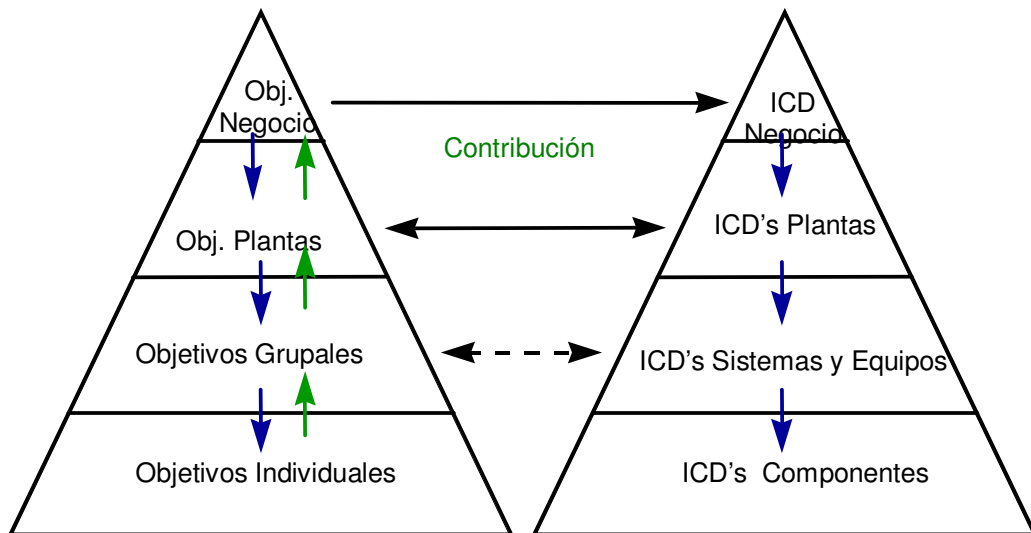 Obj.
Negocio
ICD
Negocio
Contribución
Obj. Plantas
ICD’s Plantas
Objetivos Grupales
ICD’s Sistemas y Equipos
Objetivos Individuales
ICD’s  Componentes